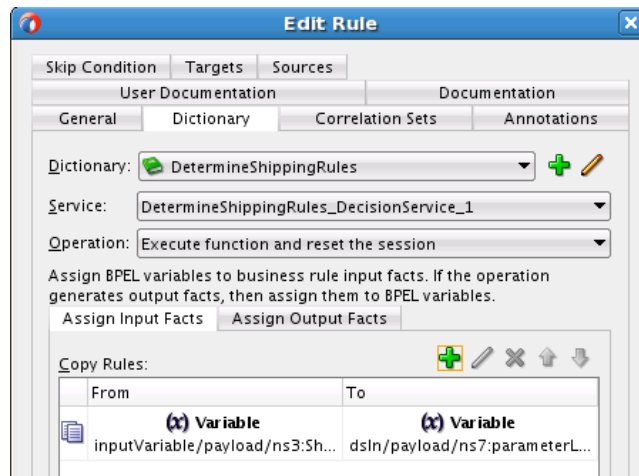 Edit Rule
Skip Condition Targets Sources
User Documentation Documentation
General Dictionary Correlation Sets Annotations
Dictionary: DetermineShippingRules
Service: DetermineShippingRules_DecisionService_1
Operation: Execute function and reset the session
Assign BPEL variables to business rule input facts. If the operation
generates output facts, then assign them to BPEL variables.
Assign Input Facts Assign Output Facts
Copy Rules:
From To
(x) Variable (x) Variable
inputVariable/payload/ns3:Sh... dsIn/payload/ns7:parameterL...